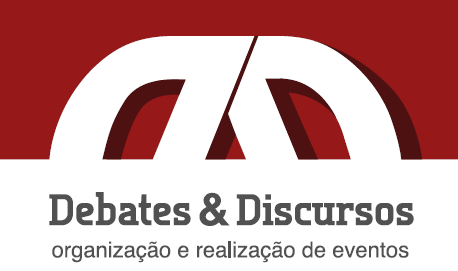 Debates & Discursos
organização e realização de eventos